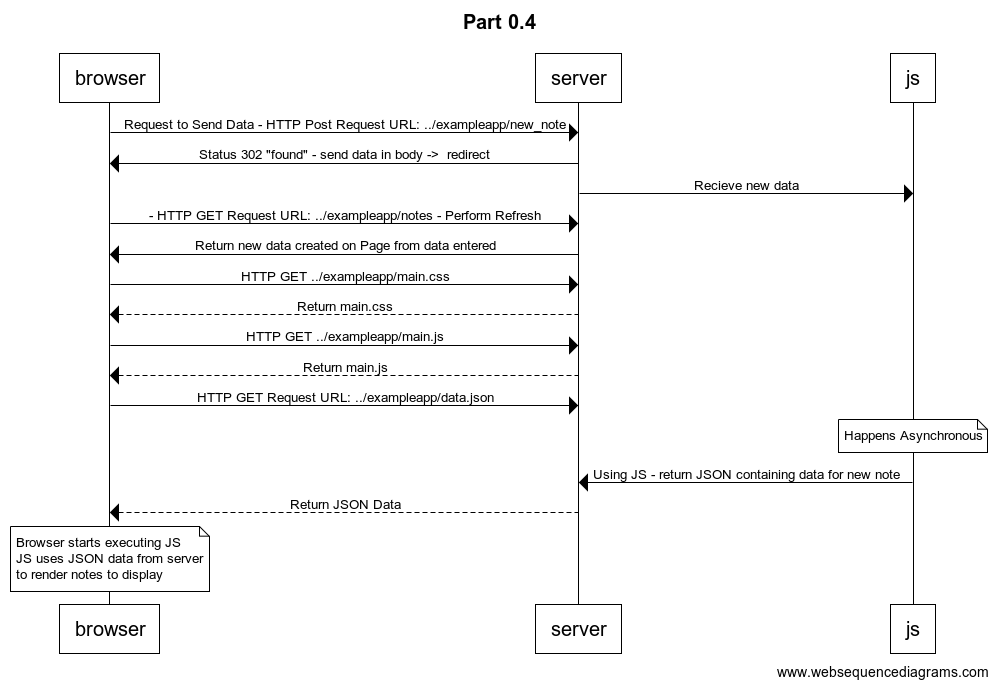 Part 0.4
browser server js
Request to Send Data - HTTP Post Request URL: ../exampleapp/new_note
Status 302 "found" - send data in body -> redirect
Recieve new data
- HTTP GET Request URL: ../exampleapp/notes - Perform Refresh
Return new data created on Page from data entered
HTTP GET ../exampleapp/main.css
Return main.css
HTTP GET ../exampleapp/main.js
Return main.js
HTTP GET Request URL: ../exampleapp/data.json
Happens Asynchronous
Using JS - return JSON containing data for new note
Return JSON Data
Browser starts executing JS
JS uses JSON data from server
to render notes to display
browser server js
www.websequencediagrams.com